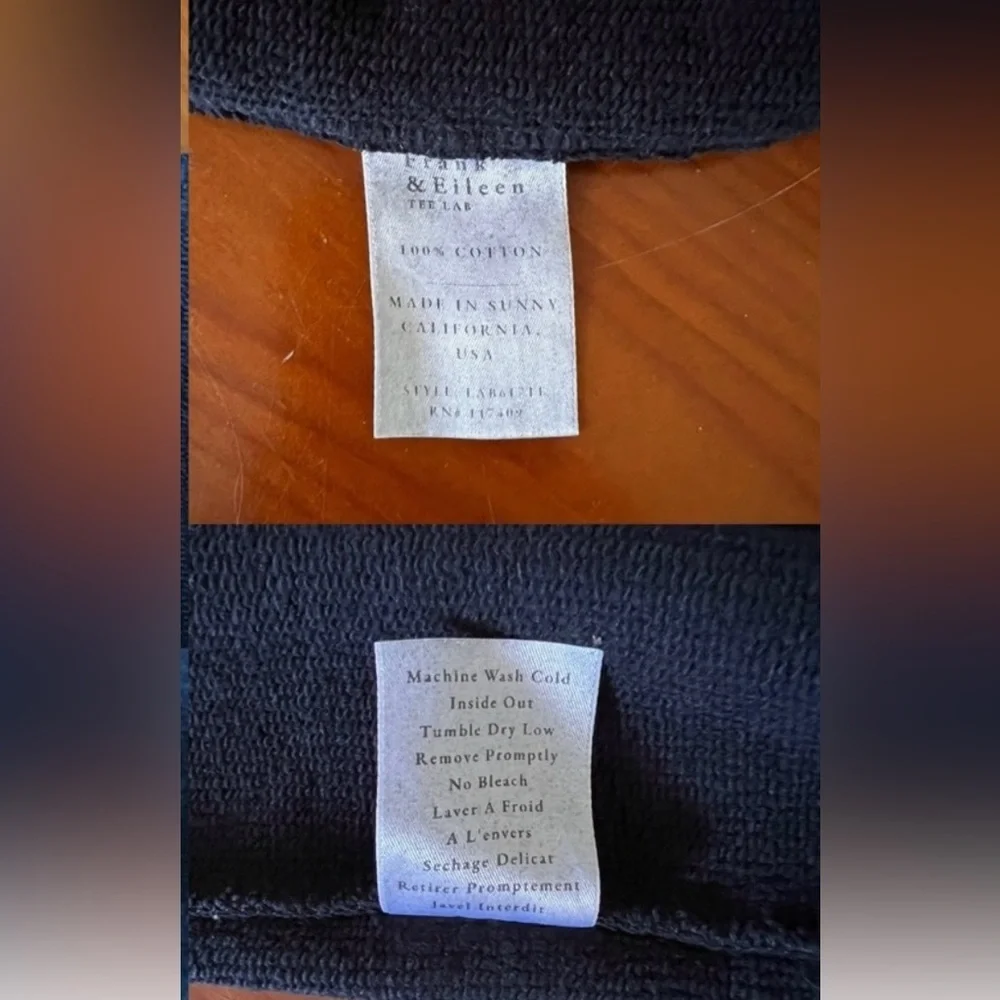 Frank
& Eileen
TEE LAB
100% COTTON
MADE IN SUNNY
CALIFORNIA,
USA
STYLE
RN#
Machine Wash Cold
Inside Out
Tumble Dry Low
Remove Promptly
No Bleach
Laver A Froid
A L'envers
Sechage Delicat
Retirer Promptement
Javel Interdit